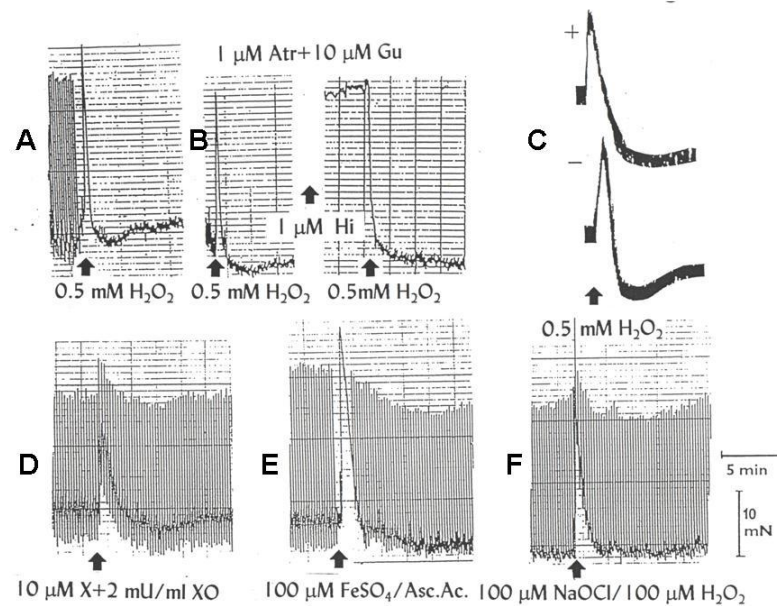 1 µM Atr+10 µM Gu
A
B
C
+
−
1 µM Hi
0.5 mM H₂O₂
0.5 mM H₂O₂
0.5mM H₂O₂
0.5 mM H₂O₂
D
E
F
5 min
10
mN
10 µM X+2 mU/ml XO
100 µM FeSO₄/Asc.Ac.
100 µM NaOCl/100 µM H₂O₂